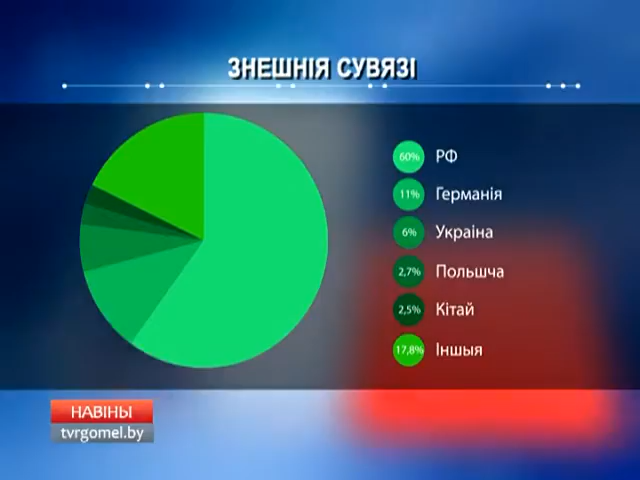 ЗНЕШНІЯ СУВЯЗІ
60% РФ
11% Германія
6% Украіна
2,7% Польшча
2,5% Кітай
17,8% Іншыя
НАВІНЫ
tvrgomel.by